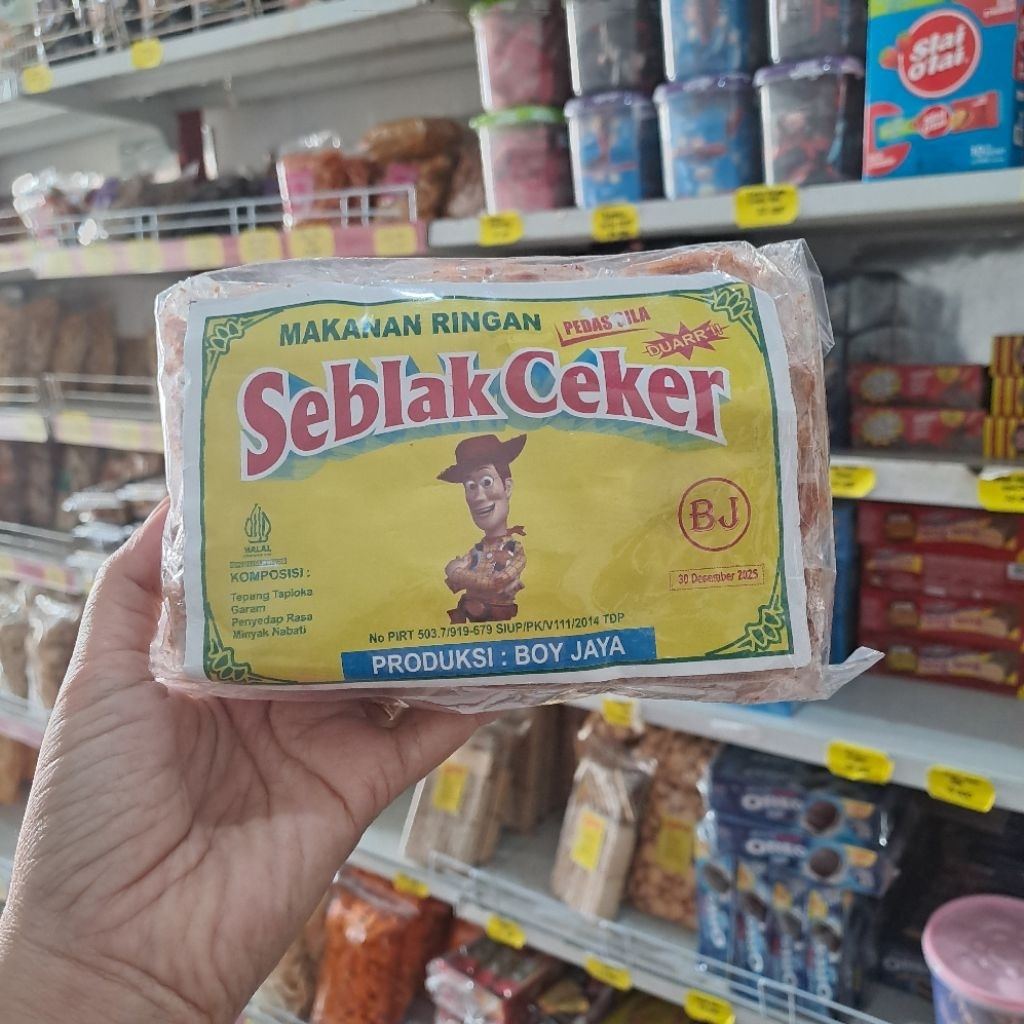 Slai
O'lai
MAKANAN RINGAN
PEDAS GILA
DUARR
Seblak Ceker
BJ
HALAL
KOMPOSISI :
Tepung Tapioka
Garam
Penyedap Rasa
Minyak Nabati
30 Desember 2025
No PIRT 503.7/919-679 SIUP/PK/V111/2014 TDP
PRODUKSI : BOY JAYA
OREO